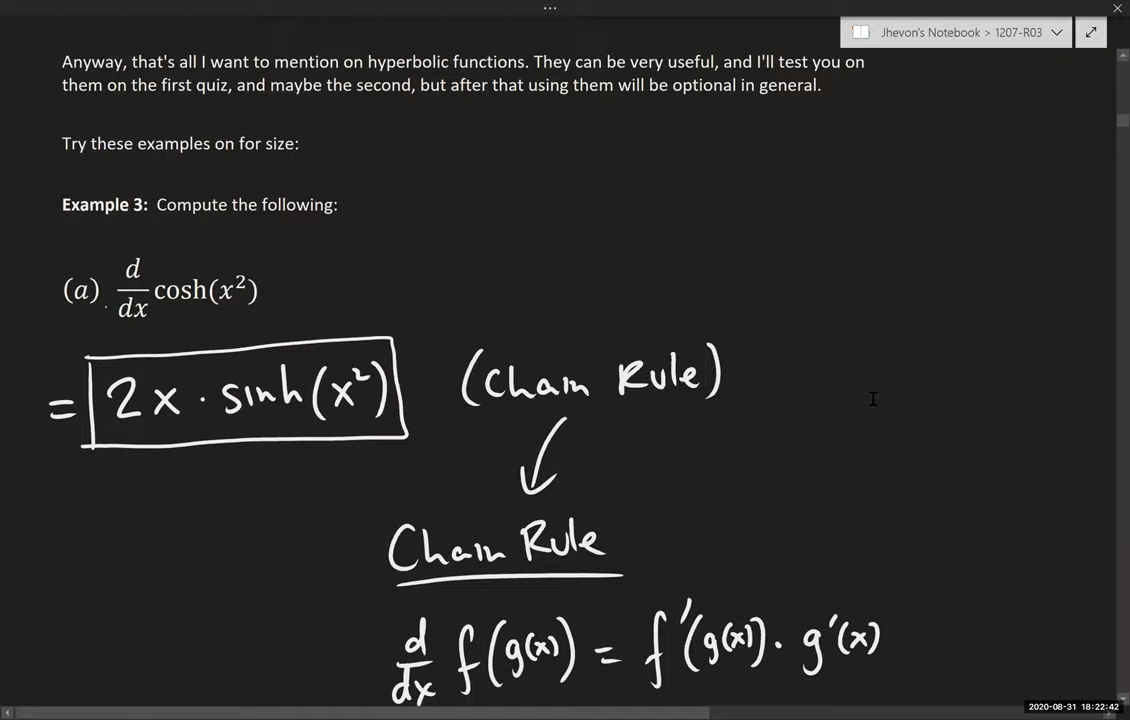 Jhevon's Notebook > 1207-R03
Anyway, that's all I want to mention on hyperbolic functions. They can be very useful, and I'll test you on
them on the first quiz, and maybe the second, but after that using them will be optional in general.
Try these examples on for size:
Example 3: Compute the following:
(a) d/dx cosh(x²)
= 2x · sinh(x²) (Chain Rule)
Chain Rule
d/dx f(g(x)) = f'(g(x)) · g'(x)
2020-08-31 18:22:42